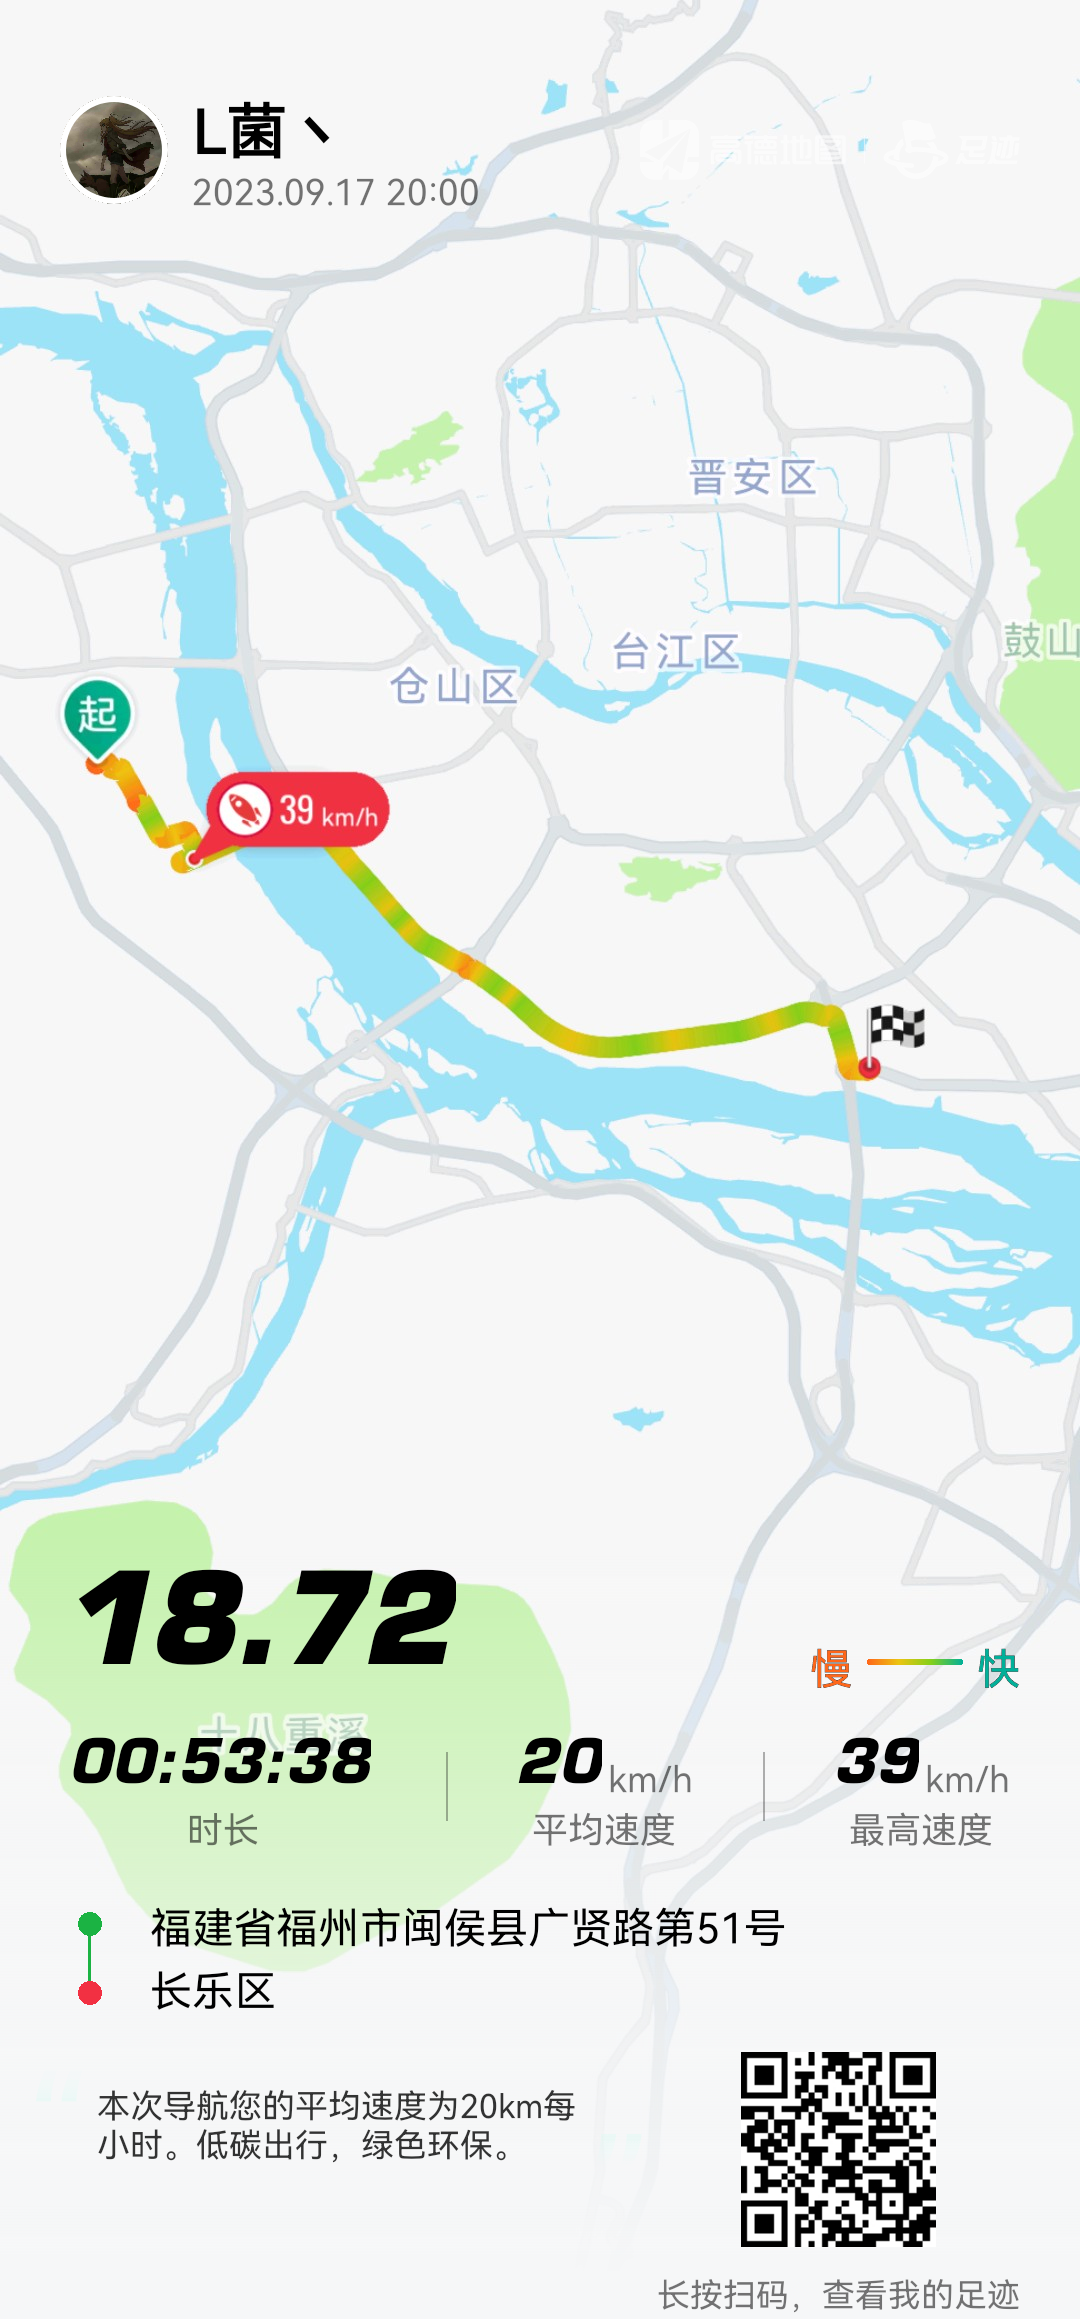 L菌丶
2023.09.17 20:00
高德地图
足迹
晋安区
台江区
鼓山
仓山区
起
39 km/h
18.72
慢
快
十八重溪
00:53:38
20 km/h
39 km/h
时长
平均速度
最高速度
福建省福州市闽侯县广贤路第51号
长乐区
“
本次导航您的平均速度为20km每
小时。低碳出行，绿色环保。
”
长按扫码，查看我的足迹